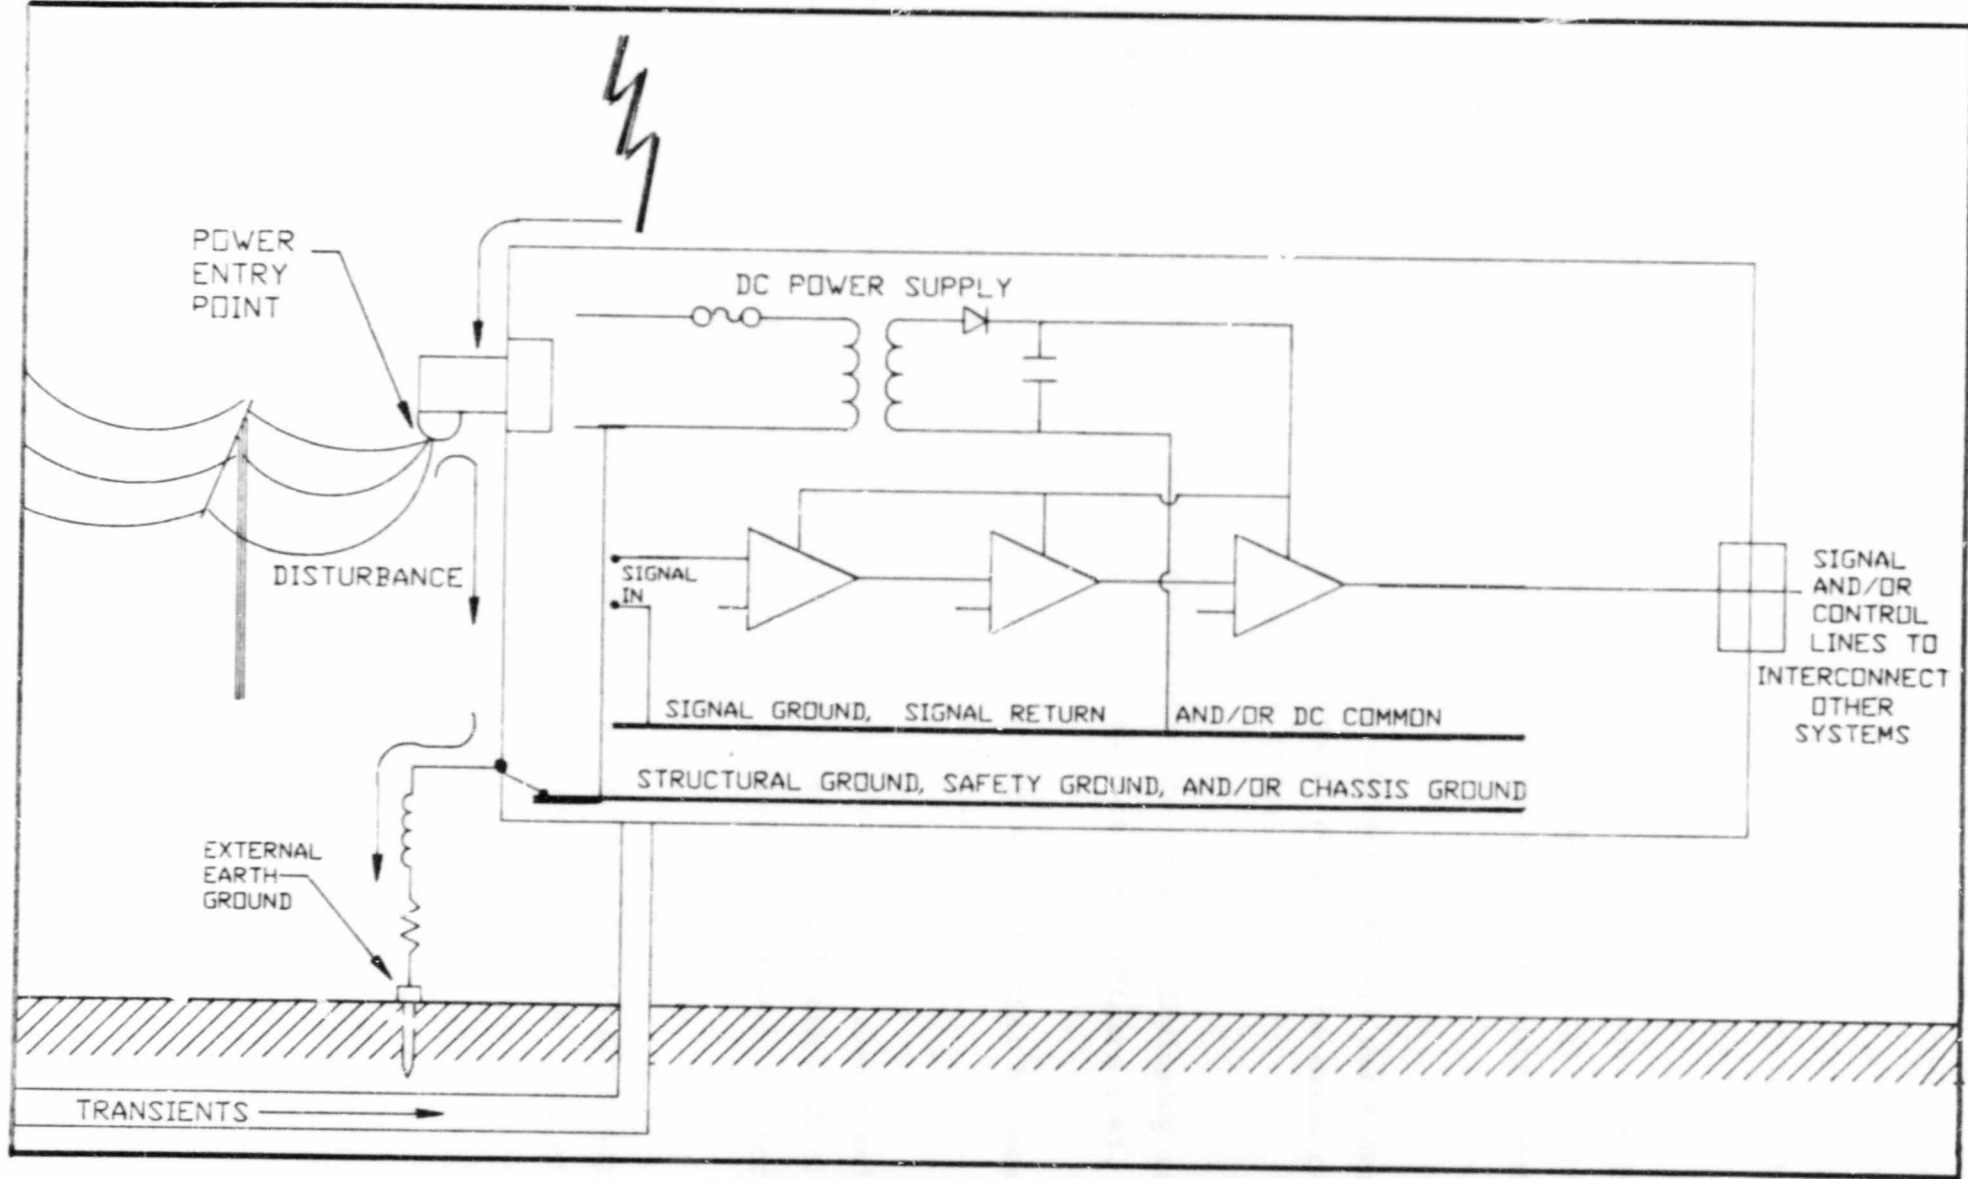 POWER
ENTRY
POINT
DC POWER SUPPLY
DISTURBANCE
SIGNAL
IN
SIGNAL
AND/OR
CONTROL
LINES TO
INTERCONNECT
OTHER
SYSTEMS
SIGNAL GROUND, SIGNAL RETURN AND/OR DC COMMON
STRUCTURAL GROUND, SAFETY GROUND, AND/OR CHASSIS GROUND
EXTERNAL
EARTH
GROUND
TRANSIENTS